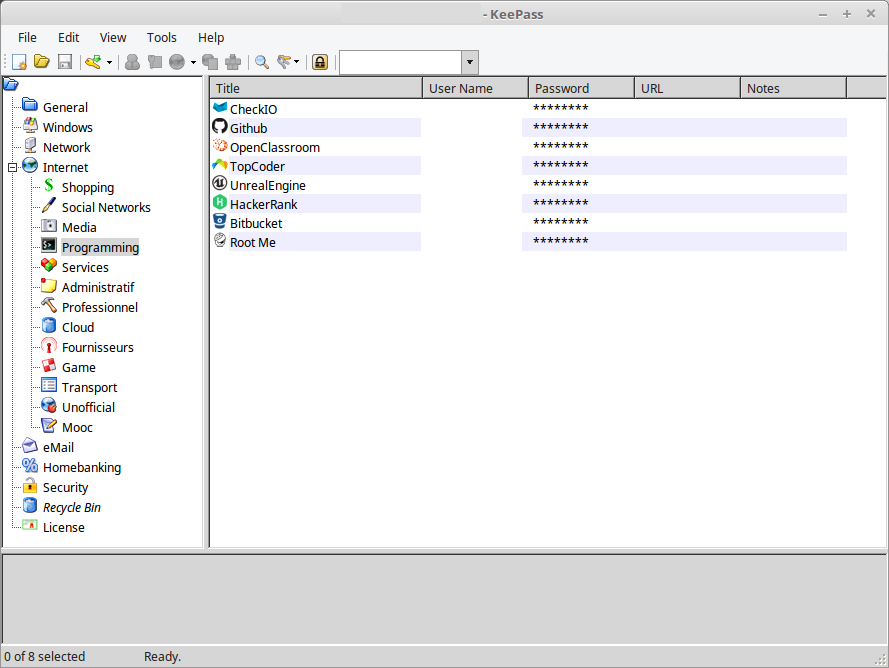 - KeePass
File Edit View Tools Help
Title User Name Password URL Notes
General
Windows
Network
Internet
Shopping
Social Networks
Media
Programming
Services
Administratif
Professionnel
Cloud
Fournisseurs
Game
Transport
Unofficial
Mooc
eMail
Homebanking
Security
Recycle Bin
License
CheckIO ********
Github ********
OpenClassroom ********
TopCoder ********
UnrealEngine ********
HackerRank ********
Bitbucket ********
Root Me ********
0 of 8 selected Ready.